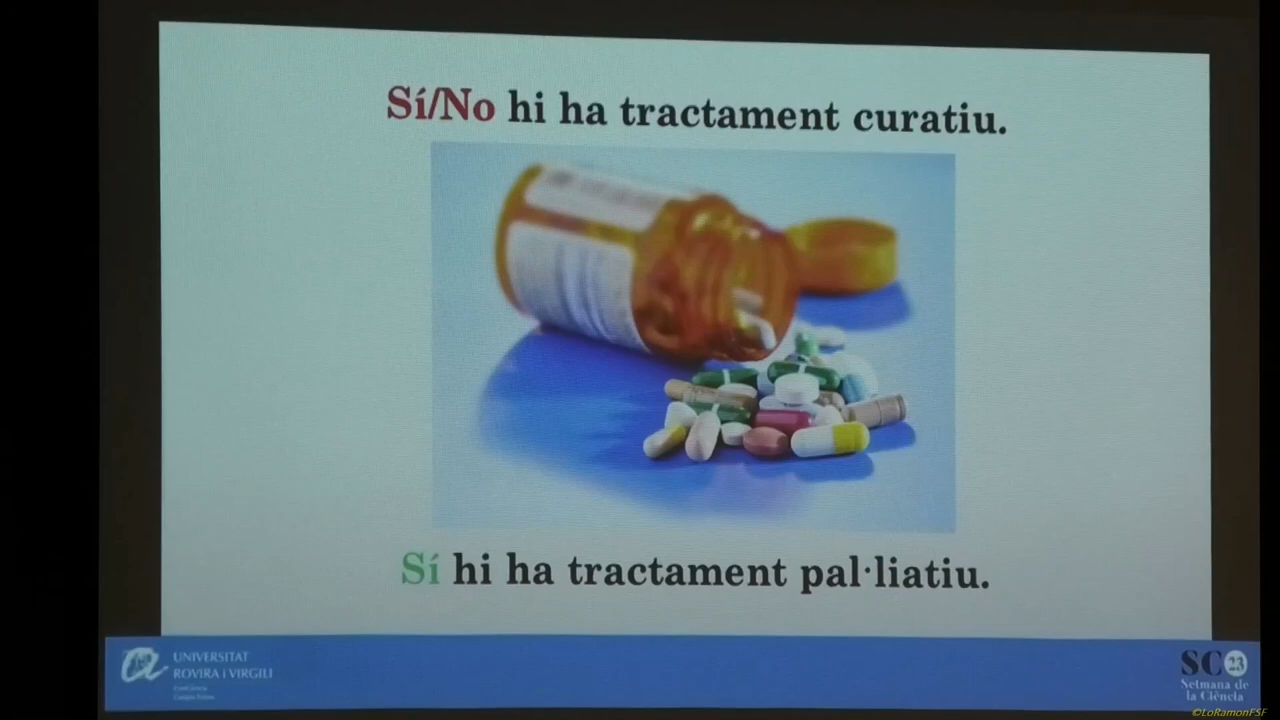 Sí/No hi ha tractament curatiu.
Sí hi ha tractament pal·liatiu.
UNIVERSITAT
ROVIRA i VIRGILI
SC 23
Setmana de
la Ciència
©LoRamonFSF